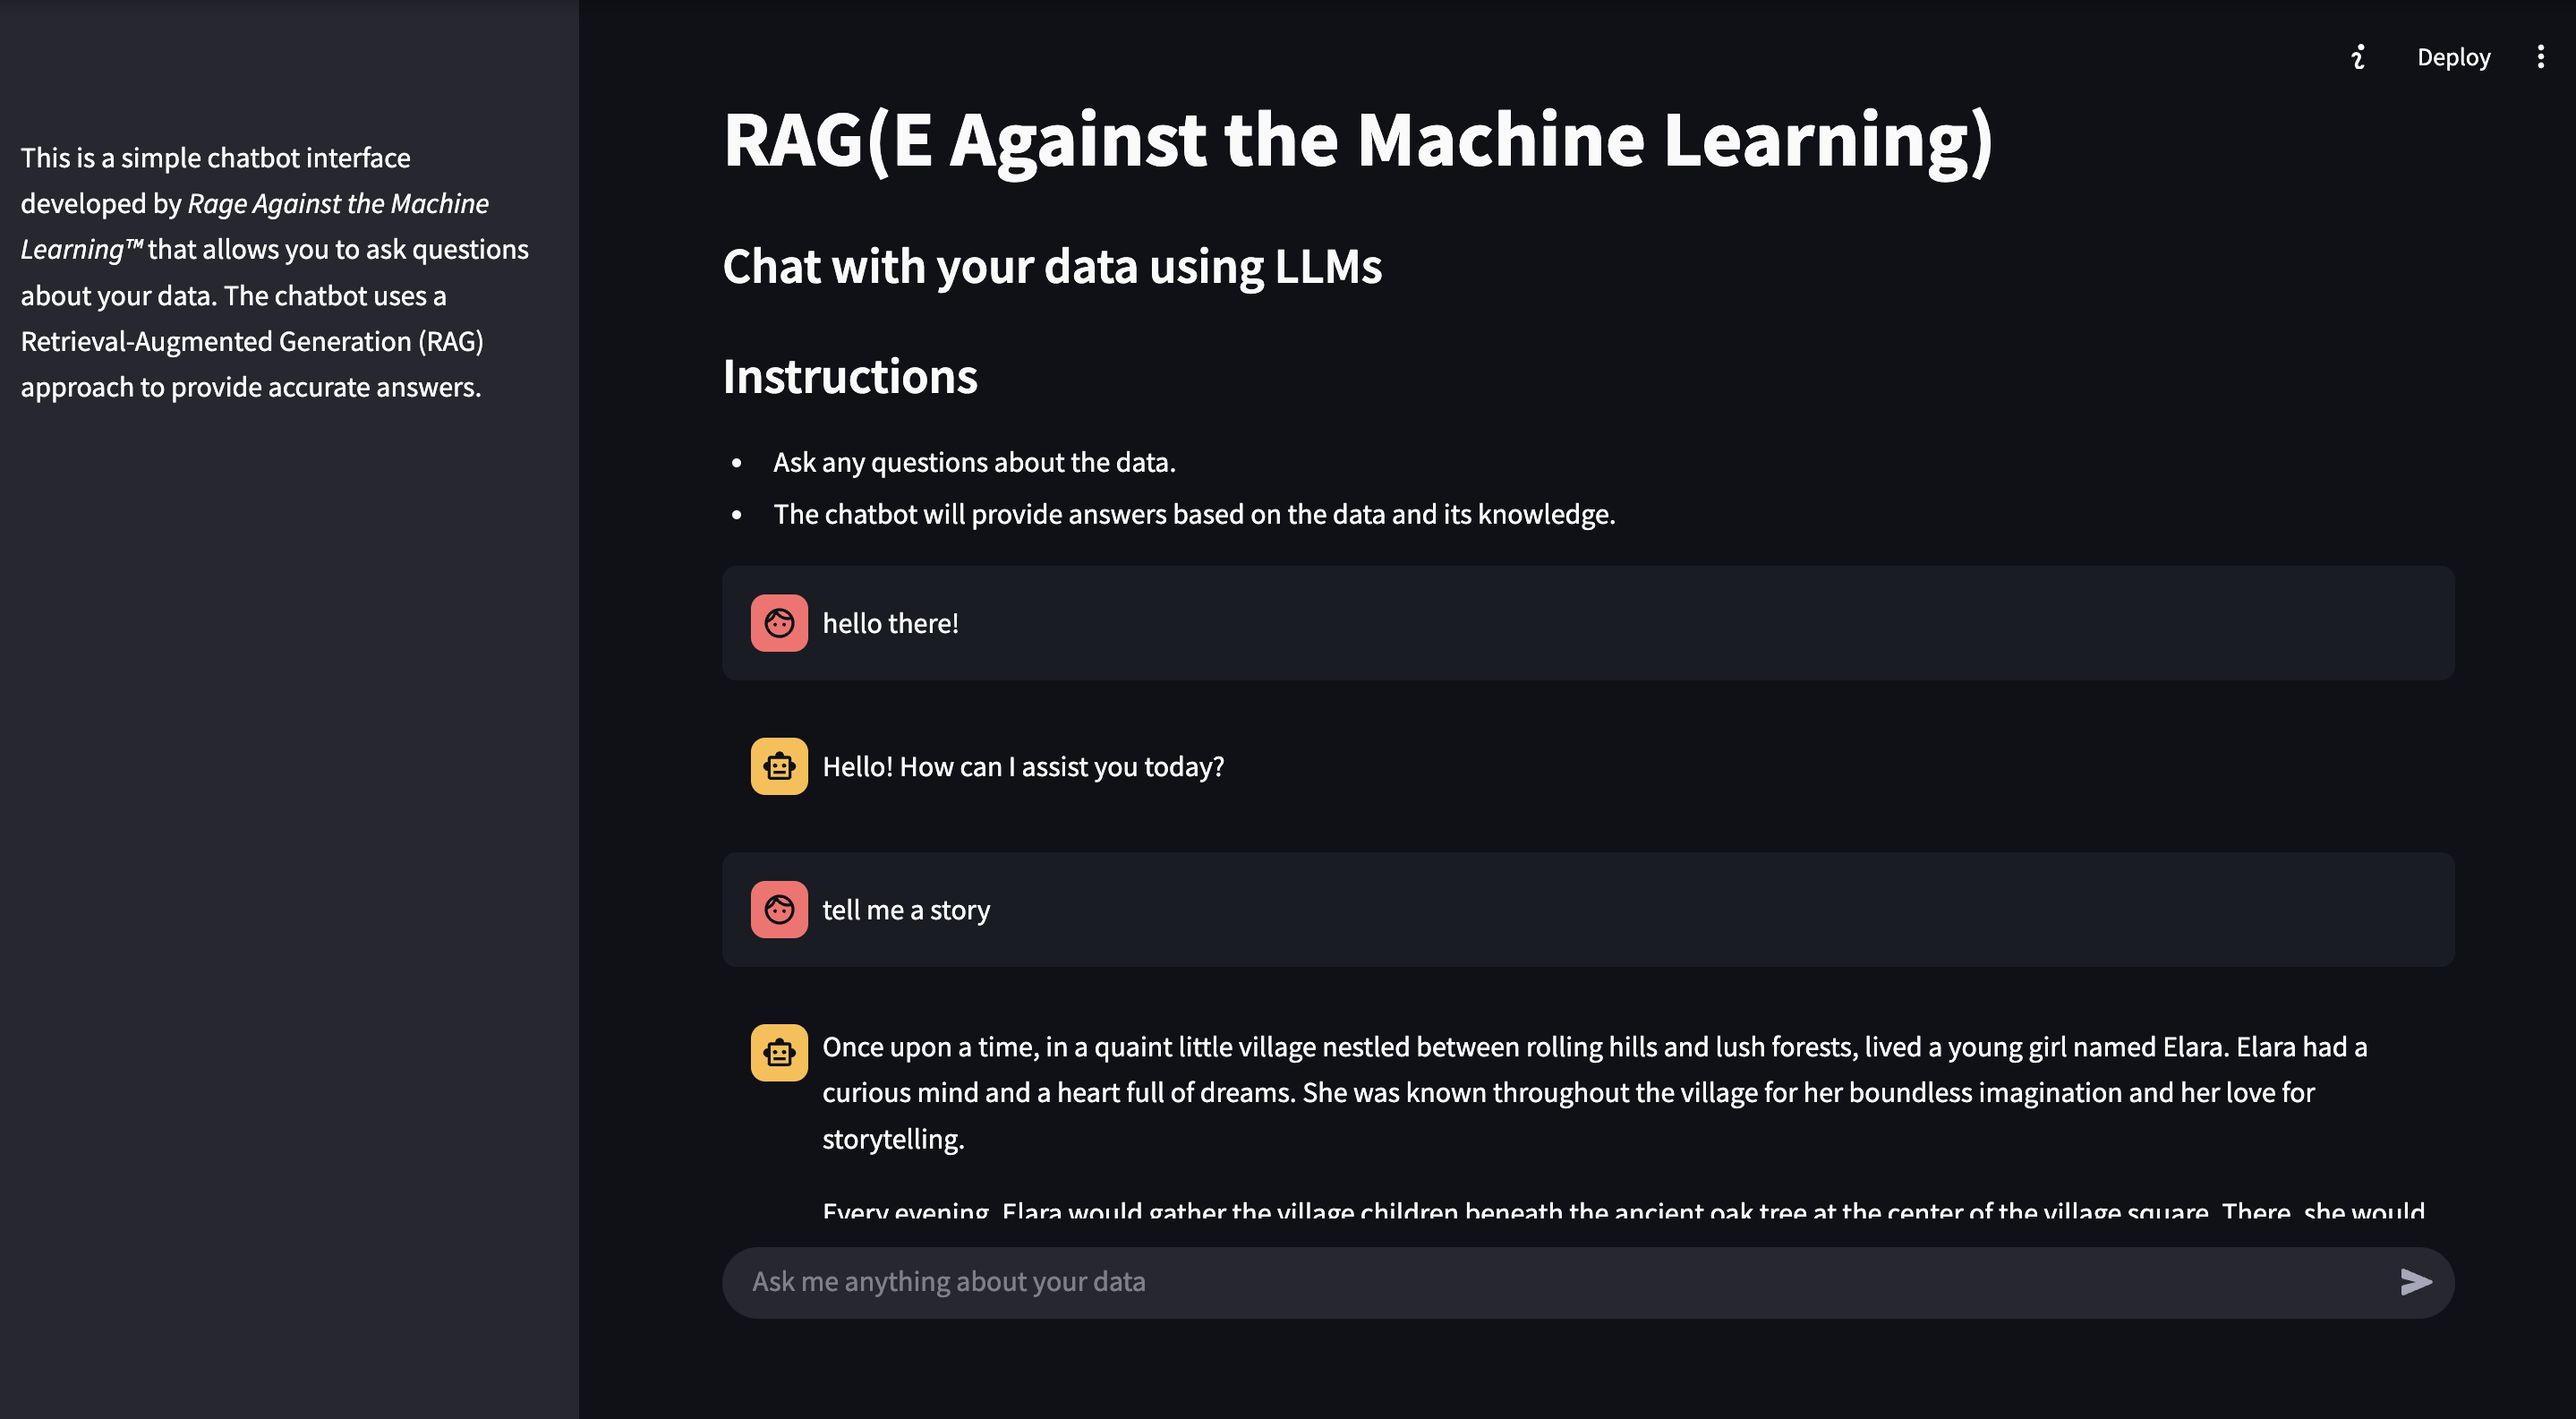 Deploy
This is a simple chatbot interface
developed by Rage Against the Machine
Learning™ that allows you to ask questions
about your data. The chatbot uses a
Retrieval-Augmented Generation (RAG)
approach to provide accurate answers.
RAG(E Against the Machine Learning)
Chat with your data using LLMs
Instructions
• Ask any questions about the data.
• The chatbot will provide answers based on the data and its knowledge.
hello there!
Hello! How can I assist you today?
tell me a story
Once upon a time, in a quaint little village nestled between rolling hills and lush forests, lived a young girl named Elara. Elara had a
curious mind and a heart full of dreams. She was known throughout the village for her boundless imagination and her love for
storytelling.
Every evening, Elara would gather the village children beneath the ancient oak tree at the center of the village square. There, she would
Ask me anything about your data